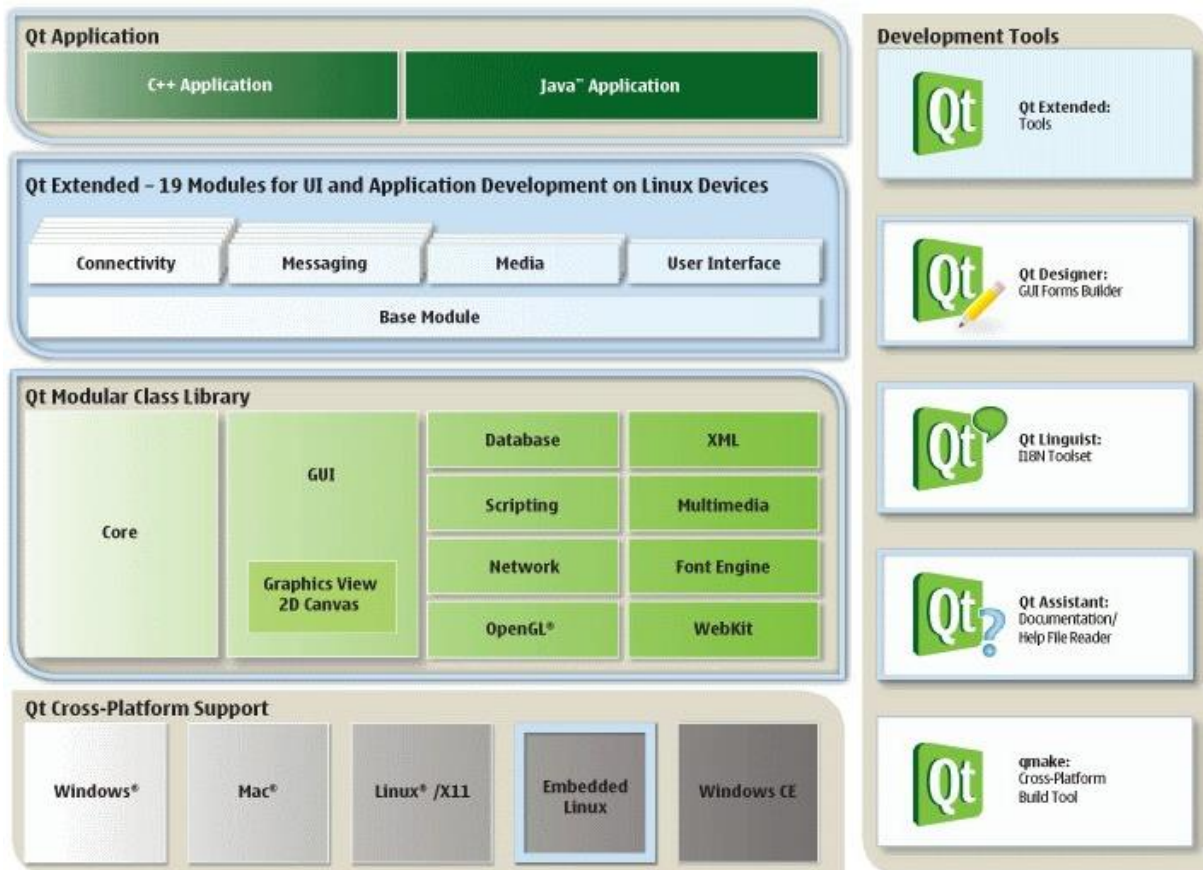 Qt Application
C++ Application
Java™ Application
Qt Extended – 19 Modules for UI and Application Development on Linux Devices
Connectivity
Messaging
Media
User Interface
Base Module
Qt Modular Class Library
Core
GUI
Graphics View
2D Canvas
Database
XML
Scripting
Multimedia
Network
Font Engine
OpenGL®
WebKit
Qt Cross-Platform Support
Windows®
Mac®
Linux® /X11
Embedded
Linux
Windows CE
Development Tools
Qt
Qt Extended:
Tools
Qt
Qt Designer:
GUI Forms Builder
Qt
Qt Linguist:
I18N Toolset
Qt
Qt Assistant:
Documentation/
Help File Reader
Qt
qmake:
Cross-Platform
Build Tool